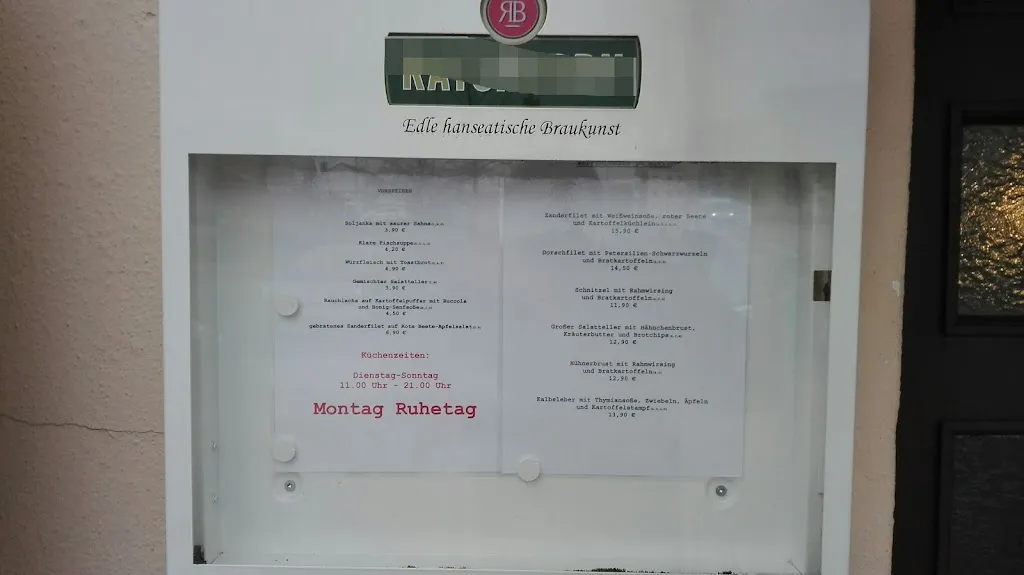 RB
Edle hanseatische Braukunst
VORSPEISEN
Soljanka mit saurer Sahne
3,90 €
Klare Fischsuppe
4,20 €
Würzfleisch mit Toastbrot
4,90 €
Gemischter Salatteller
3,90 €
Räucherlachs auf Kartoffelpuffer mit Rucola
und Honig-Senfsoße
4,50 €
gebratenes Zanderfilet auf Rote Beete-Apfelsalat
6,90 €
Küchenzeiten:
Dienstag-Sonntag
11.00 Uhr - 21.00 Uhr
Montag Ruhetag
Zanderfilet mit Weißweinsoße, roter Beete
und Kartoffelküchlein
15,90 €
Dorschfilet mit Petersilien-Schwarzwurzeln
und Bratkartoffeln
14,50 €
Schnitzel mit Rahmwirsing
und Bratkartoffeln
11,90 €
Großer Salatteller mit Hähnchenbrust,
Kräuterbutter und Brotchips
12,90 €
Hühnerbrust mit Rahmwirsing
und Bratkartoffeln
12,90 €
Kalbsleber mit Thymiansoße, Zwiebeln, Äpfeln
und Kartoffelstampf
13,90 €